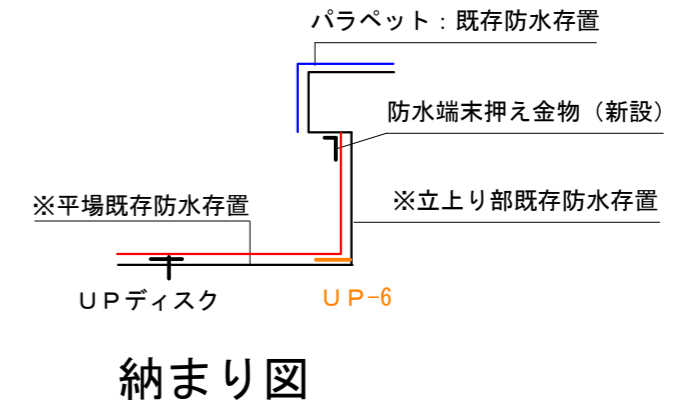 パラペット：既存防水存置
防水端末押え金物（新設）
※平場既存防水存置
※立上り部既存防水存置
ＵＰディスク
ＵＰ-6
納まり図